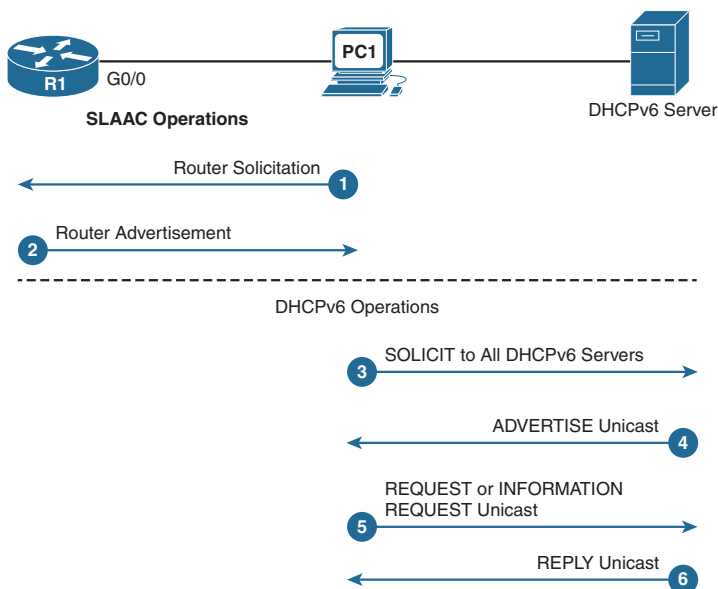 PC1
R1
G0/0
DHCPv6 Server
SLAAC Operations
Router Solicitation
1
Router Advertisement
2
DHCPv6 Operations
SOLICIT to All DHCPv6 Servers
3
ADVERTISE Unicast
4
REQUEST or INFORMATION
REQUEST Unicast
5
REPLY Unicast
6